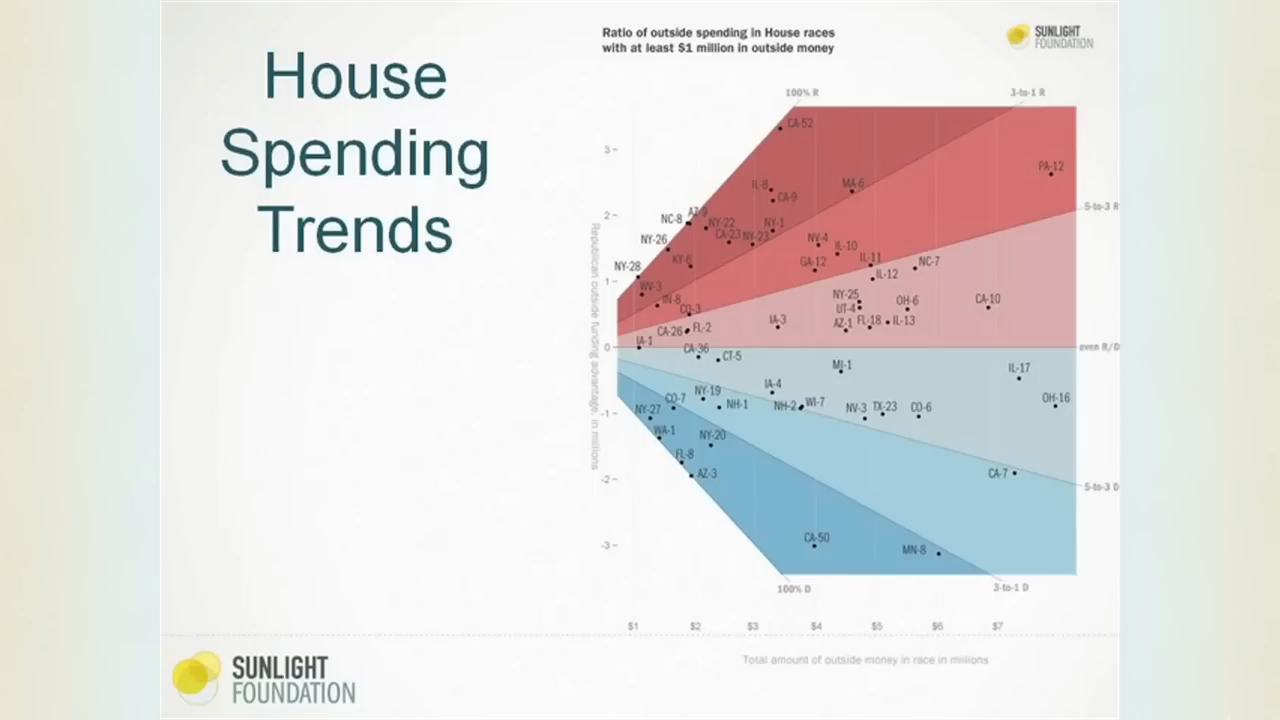 House
Spending
Trends
Ratio of outside spending in House races
with at least $1 million in outside money
SUNLIGHT
FOUNDATION
100% R
3-to-1 R
CA-52
3
PA-12
IL-8
MA-6
CA-9
5-to-3 R
2
NC-8
AZ-9
NY-22
NY-1
NY-26
CA-23
NY-23
NV-4
IL-10
KY-6
GA-12
IL-11
NC-7
NY-28
IL-12
1
WV-3
IN-8
NY-25
CA-10
CO-3
UT-4
OH-6
CA-26
FL-2
IA-3
AZ-1
FL-18
IL-13
IA-1
0
CA-36
even R/D
CT-5
MI-1
IL-17
IA-4
NY-19
CO-7
NH-1
NH-2
WI-7
NV-3
TX-23
CO-6
OH-16
NY-27
-1
WA-1
NY-20
FL-8
AZ-3
CA-7
-2
5-to-3 D
CA-50
MN-8
-3
100% D
3-to-1 D
Republican outside funding advantage, in millions
$1
$2
$3
$4
$5
$6
$7
Total amount of outside money in race in millions
SUNLIGHT
FOUNDATION